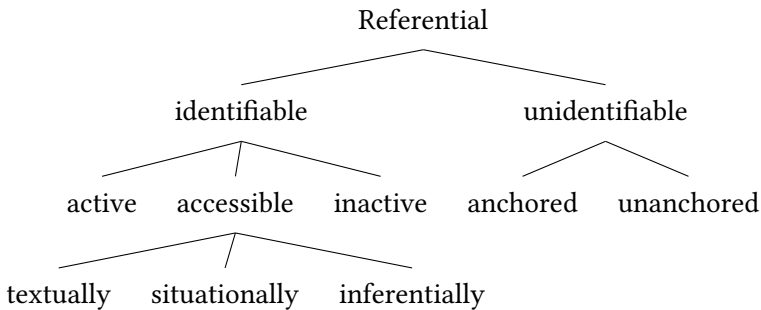 Referential
identifiable unidentifiable
active accessible inactive anchored unanchored
textually situationally inferentially